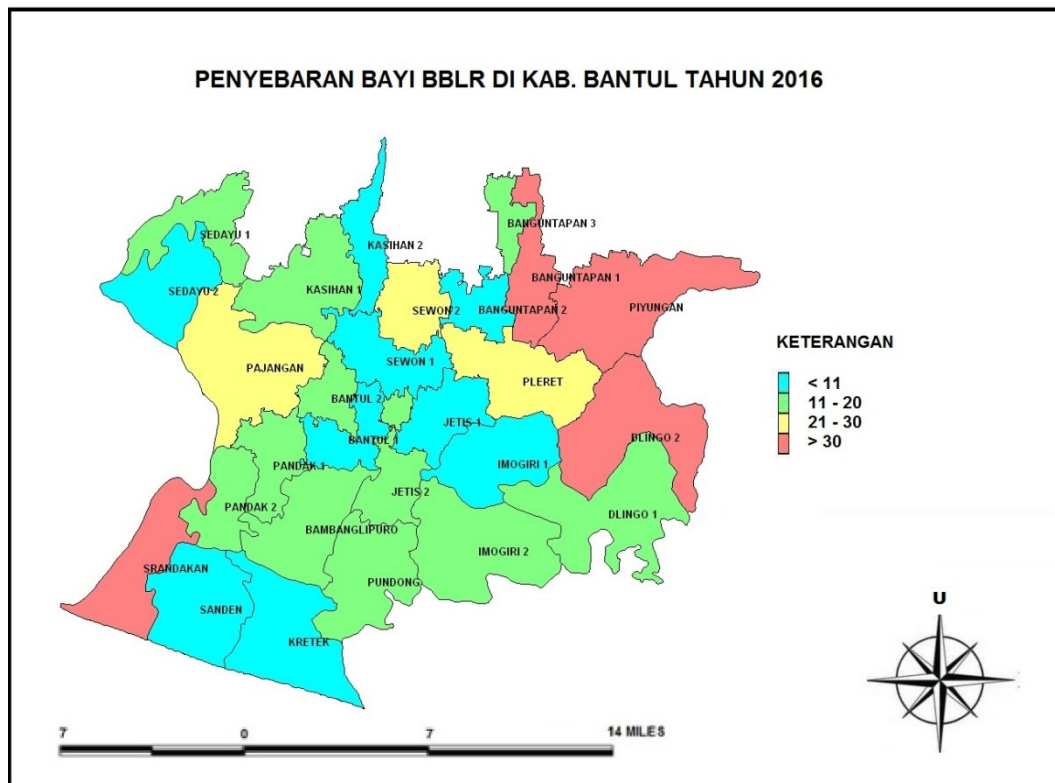 PENYEBARAN BAYI BBLR DI KAB. BANTUL TAHUN 2016
SEDAYU 1
BANGUNTAPAN 3
KASIHAN 2
BANGUNTAPAN 1
SEDAYU 2
KASIHAN 1
SEWON 2
BANGUNTAPAN 2
PIYUNGAN
KETERANGAN
SEWON 1
PAJANGAN
PLERET
< 11
BANTUL 2
11 - 20
JETIS 1
21 - 30
BANTUL 1
DLINGO 2
> 30
PANDAK 1
IMOGIRI 1
JETIS 2
PANDAK 2
DLINGO 1
BAMBANGLIPURO
IMOGIRI 2
SRANDAKAN
PUNDONG
U
SANDEN
KRETEK
7 0 7 14 MILES